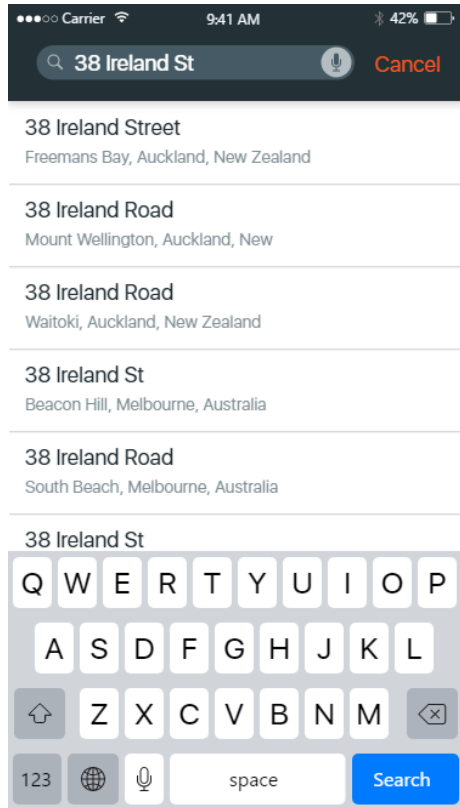 Carrier 9:41 AM 42%
38 Ireland St Cancel
38 Ireland Street
Freemans Bay, Auckland, New Zealand
38 Ireland Road
Mount Wellington, Auckland, New
38 Ireland Road
Waitoki, Auckland, New Zealand
38 Ireland St
Beacon Hill, Melbourne, Australia
38 Ireland Road
South Beach, Melbourne, Australia
38 Ireland St
Q W E R T Y U I O P
A S D F G H J K L
Z X C V B N M
123 space Search